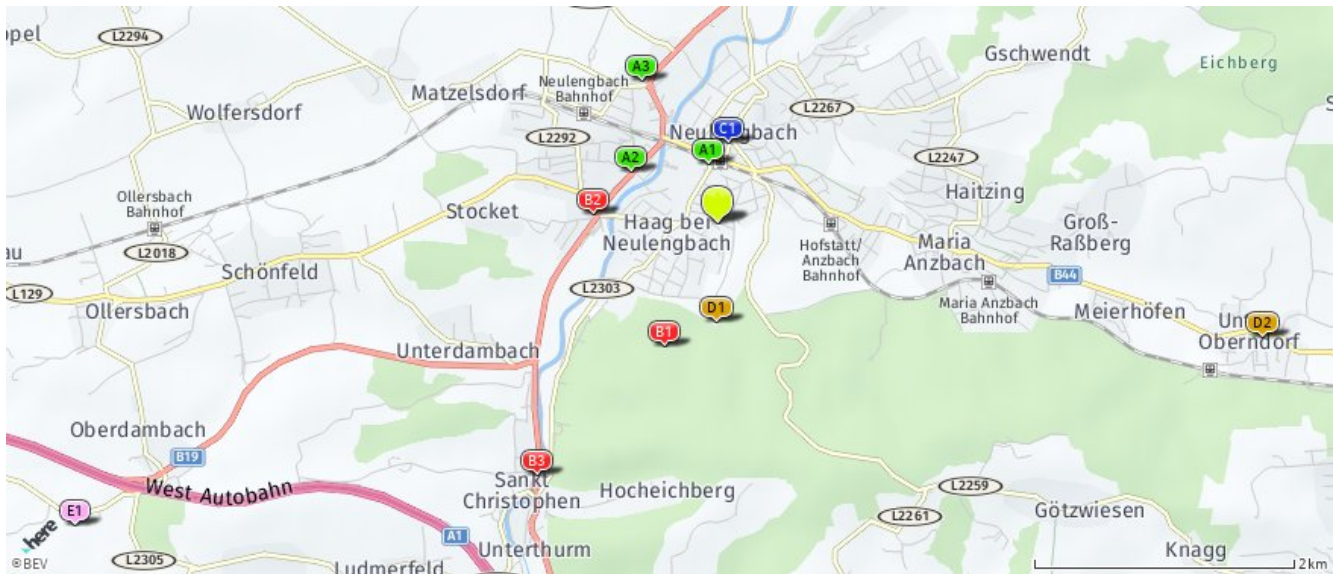 L2294
A3
Gschwendt
Eichberg
Neulengbach
Bahnhof
Matzelsdorf
Wolfersdorf
L2267
C1
L2292
A1
A2
L2247
Haitzing
Ollersbach
Bahnhof
B2
Stocket
Haag bei
Neulengbach
Groß-
Raßberg
Hofstatt/
Anzbach
Bahnhof
Maria
Anzbach
L2018
Schönfeld
B44
L129
L2303
Ollersbach
Maria Anzbach
Bahnhof
Meierhöfen
D1
B1
D2
Oberndorf
Unterdambach
Oberdambach
B19
B3
West Autobahn
Sankt
Christophen
Hocheichberg
L2259
E1
L2261
Götzwiesen
here
A1
Unterthurm
Knagg
©BEV
L2305
Ludmerfeld
2km